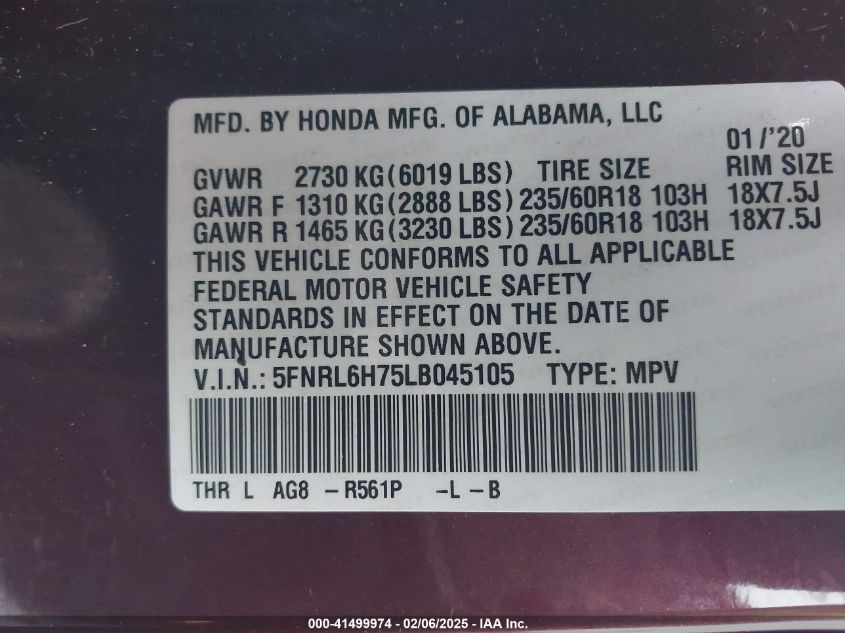 MFD. BY HONDA MFG. OF ALABAMA, LLC
01/'20
GVWR 2730 KG(6019 LBS) TIRE SIZE RIM SIZE
GAWR F 1310 KG(2888 LBS) 235/60R18 103H 18X7.5J
GAWR R 1465 KG(3230 LBS) 235/60R18 103H 18X7.5J
THIS VEHICLE CONFORMS TO ALL APPLICABLE
FEDERAL MOTOR VEHICLE SAFETY
STANDARDS IN EFFECT ON THE DATE OF
MANUFACTURE SHOWN ABOVE.
V.I.N.: 5FNRL6H75LB045105 TYPE: MPV
THR L AG8 -R561P -L -B
000-41499974 - 02/06/2025 - IAA Inc.